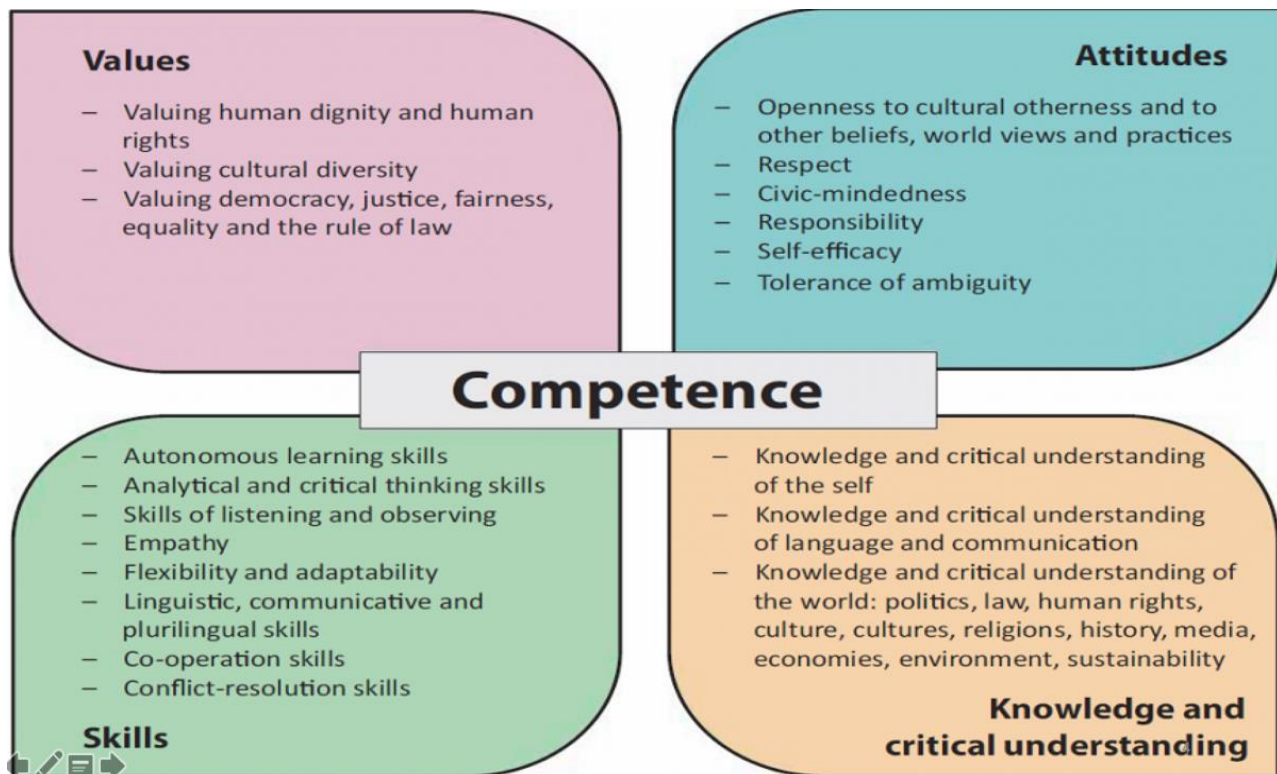 Values
– Valuing human dignity and human
rights
– Valuing cultural diversity
– Valuing democracy, justice, fairness,
equality and the rule of law
Attitudes
– Openness to cultural otherness and to
other beliefs, world views and practices
– Respect
– Civic-mindedness
– Responsibility
– Self-efficacy
– Tolerance of ambiguity
Competence
– Autonomous learning skills
– Analytical and critical thinking skills
– Skills of listening and observing
– Empathy
– Flexibility and adaptability
– Linguistic, communicative and
plurilingual skills
– Co-operation skills
– Conflict-resolution skills
Skills
– Knowledge and critical understanding
of the self
– Knowledge and critical understanding
of language and communication
– Knowledge and critical understanding of
the world: politics, law, human rights,
culture, cultures, religions, history, media,
economies, environment, sustainability
Knowledge and
critical understanding